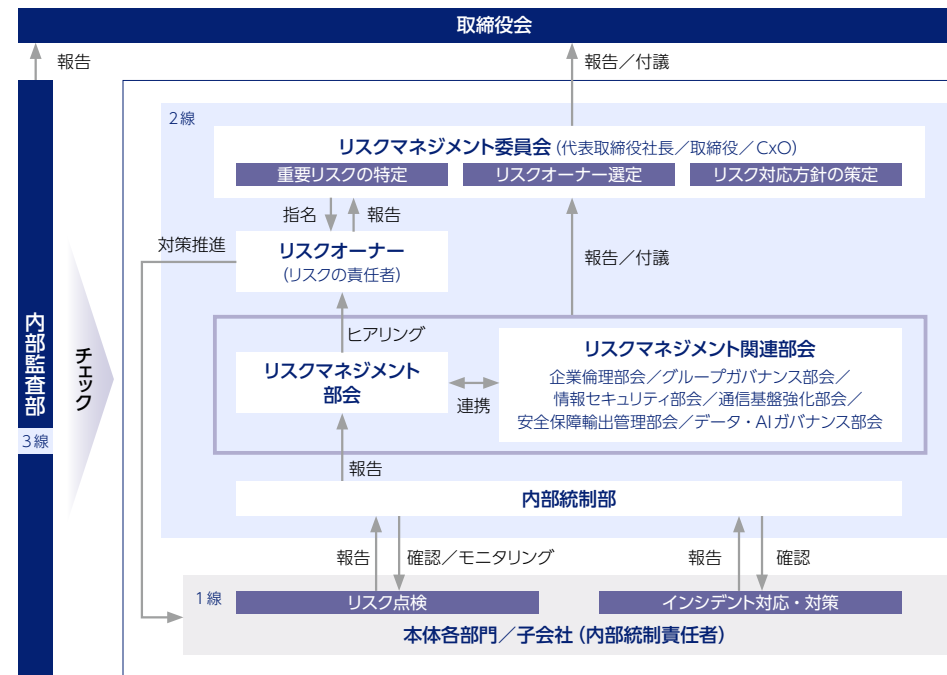 取締役会
報告
報告／付議
2線
リスクマネジメント委員会(代表取締役社長／取締役／CxO)
重要リスクの特定
リスクオーナー選定
リスク対応方針の策定
指名
報告
対策推進
リスクオーナー
(リスクの責任者)
報告／付議
内部監査部
3線
チェック
ヒアリング
リスクマネジメント
部会
連携
リスクマネジメント関連部会
企業倫理部会／グループガバナンス部会／
情報セキュリティ部会／通信基盤強化部会／
安全保障輸出管理部会／データ・AIガバナンス部会
報告
内部統制部
報告
確認／モニタリング
報告
確認
1線
リスク点検
インシデント対応・対策
本体各部門／子会社(内部統制責任者)